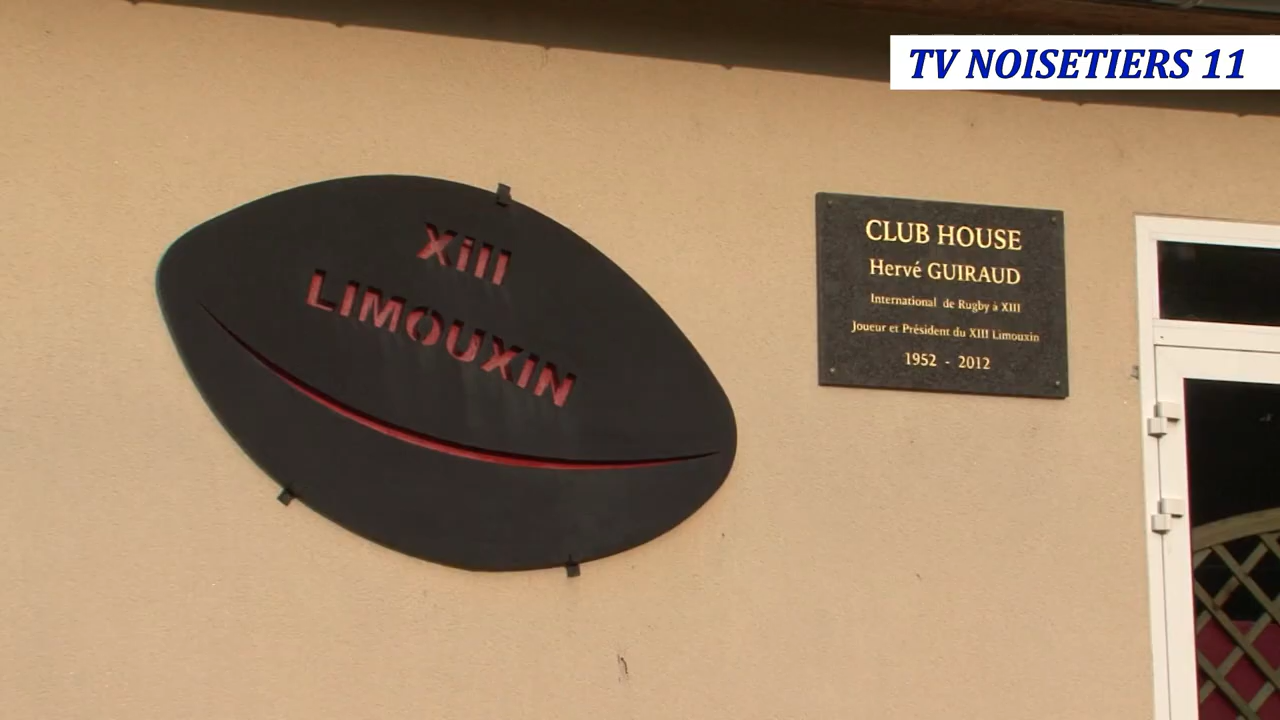 TV NOISETIERS 11
XIII
LIMOUXIN
CLUB HOUSE
Hervé GUIRAUD
International de Rugby à XIII
Joueur et Président du XIII Limouxin
1952 - 2012